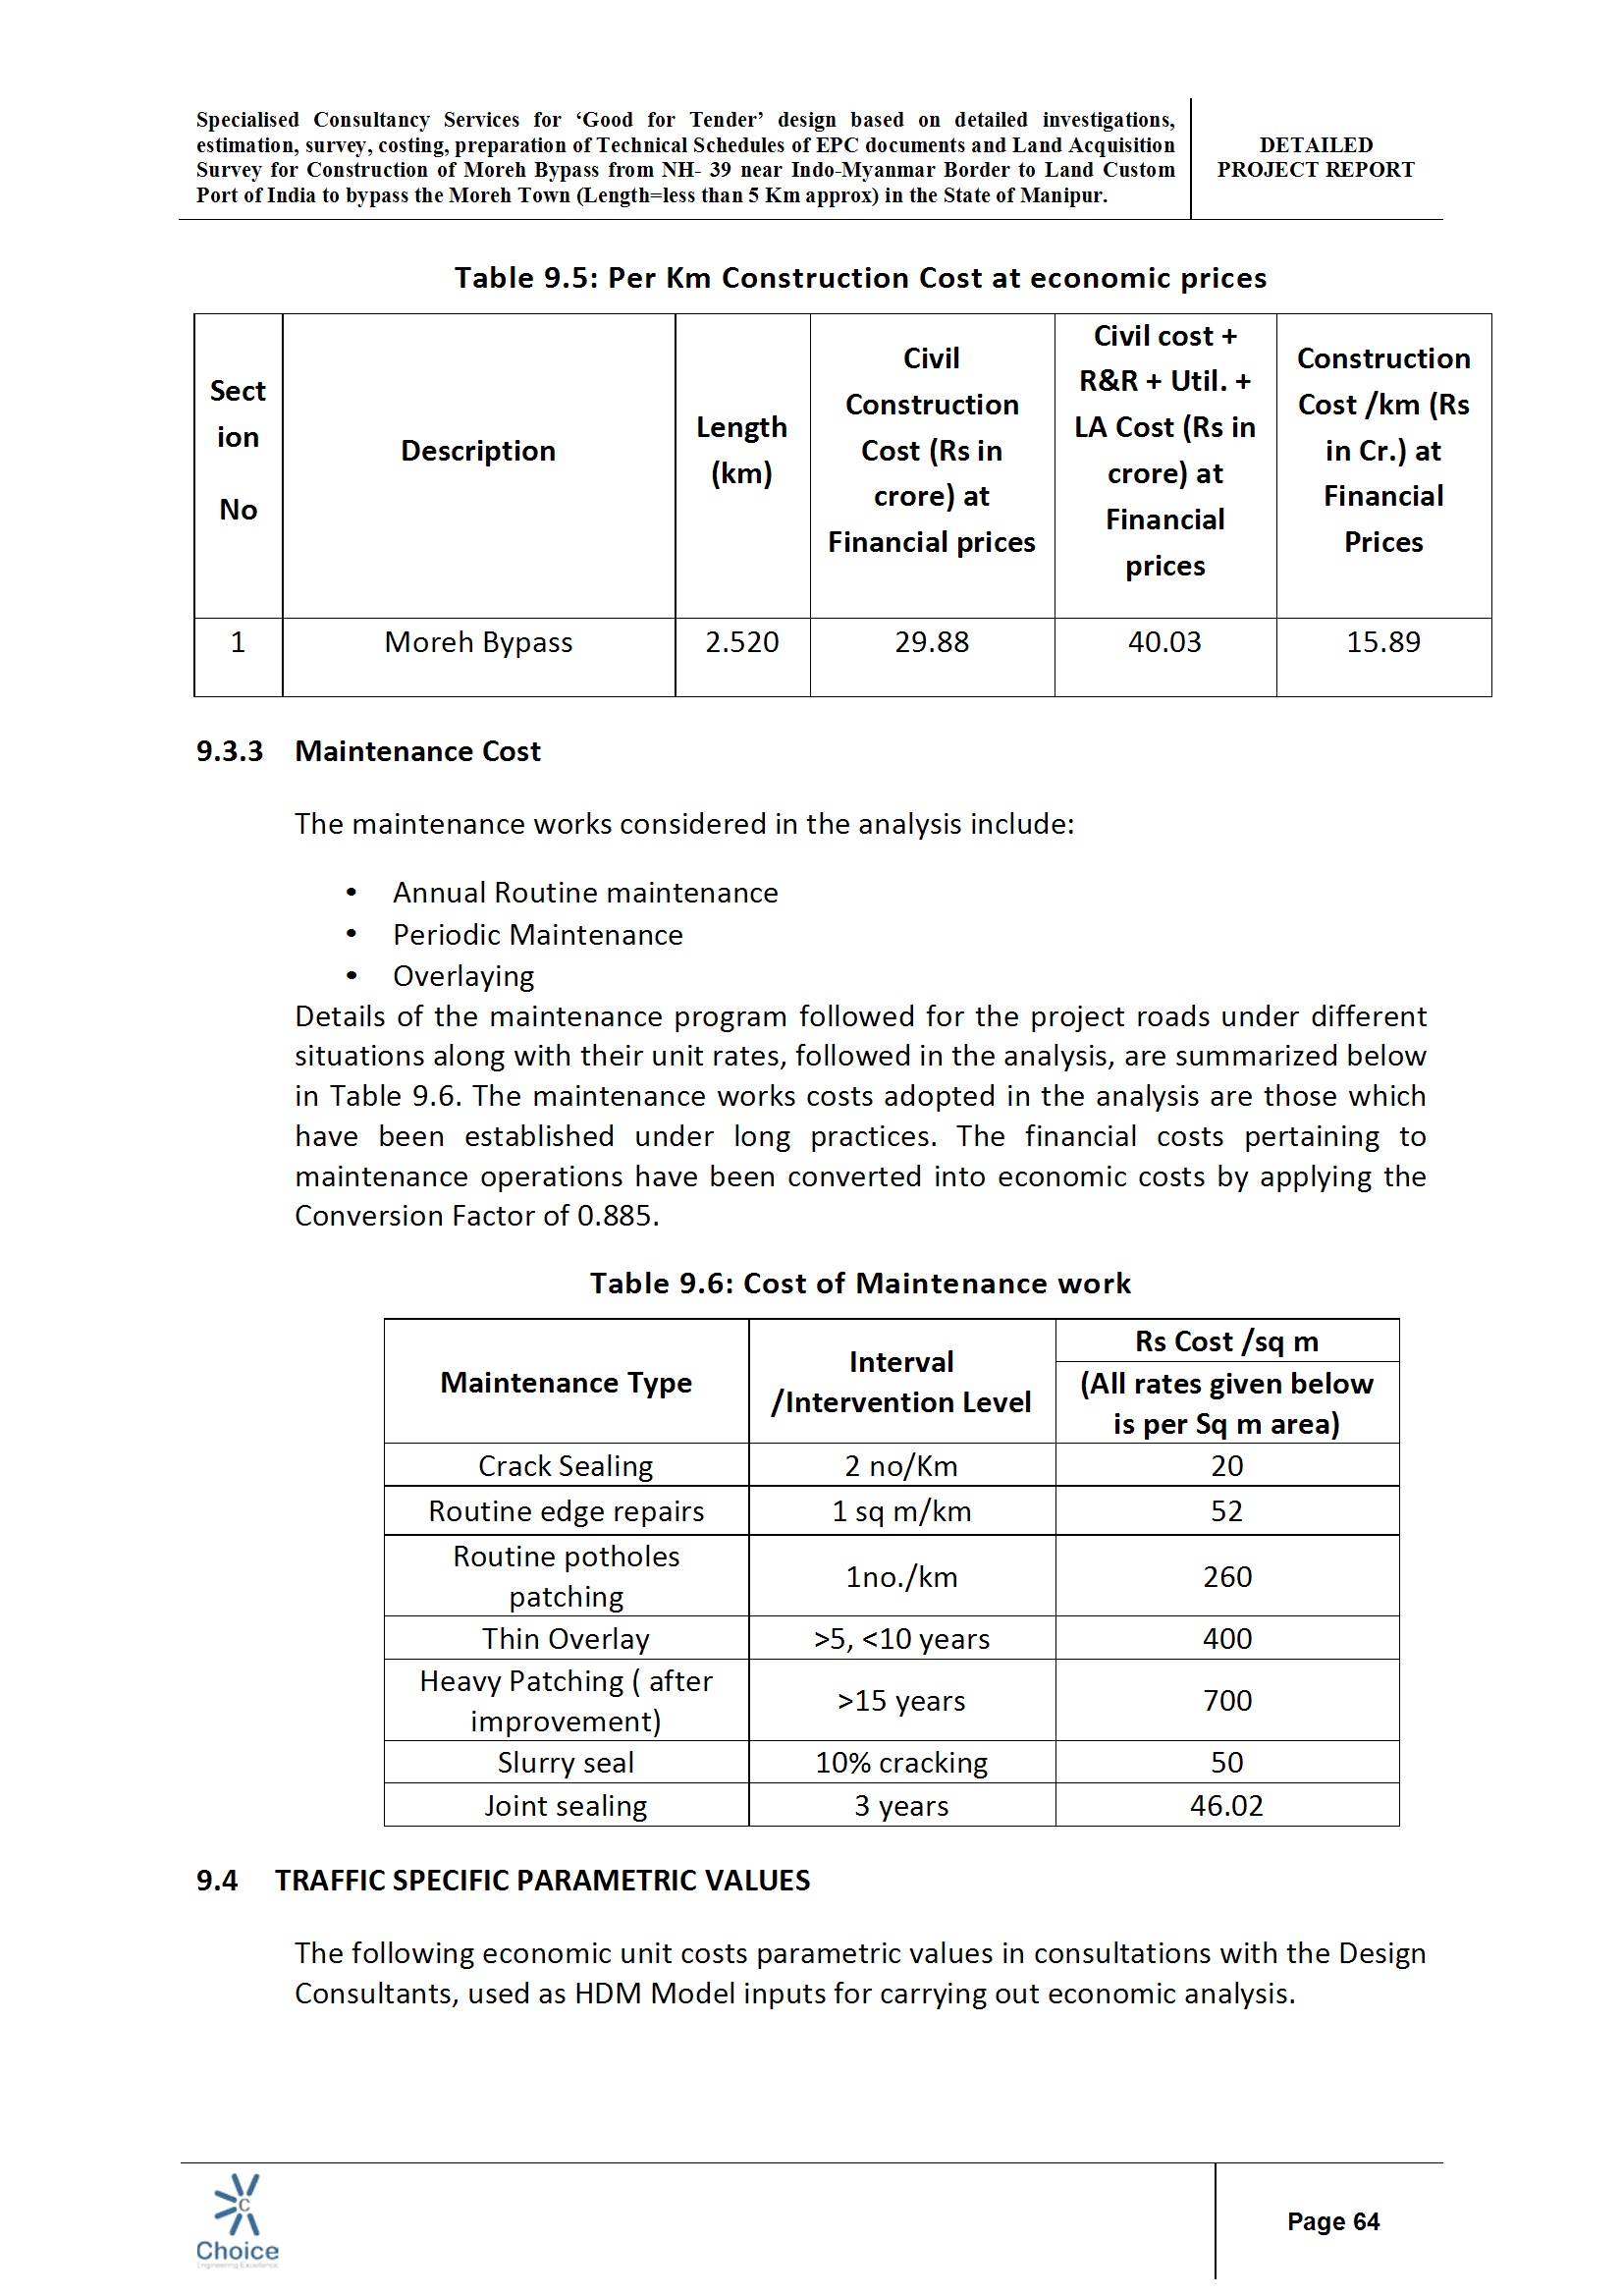 Specialised Consultancy Services for ‘Good for Tender’ design based on detailed investigations,
estimation, survey, costing, preparation of Technical Schedules of EPC documents and Land Acquisition
Survey for Construction of Moreh Bypass from NH- 39 near Indo-Myanmar Border to Land Custom
Port of India to bypass the Moreh Town (Length=less than 5 Km approx) in the State of Manipur.
DETAILED
PROJECT REPORT
Table 9.5: Per Km Construction Cost at economic prices
Sect
ion
No
Description
Length
(km)
Civil
Construction
Cost (Rs in
crore) at
Financial prices
Civil cost +
R&R + Util. +
LA Cost (Rs in
crore) at
Financial
prices
Construction
Cost /km (Rs
in Cr.) at
Financial
Prices
1 Moreh Bypass 2.520 29.88 40.03 15.89
9.3.3 Maintenance Cost
The maintenance works considered in the analysis include:
• Annual Routine maintenance
• Periodic Maintenance
• Overlaying
Details of the maintenance program followed for the project roads under different
situations along with their unit rates, followed in the analysis, are summarized below
in Table 9.6. The maintenance works costs adopted in the analysis are those which
have been established under long practices. The financial costs pertaining to
maintenance operations have been converted into economic costs by applying the
Conversion Factor of 0.885.
Table 9.6: Cost of Maintenance work
Maintenance Type
Interval
/Intervention Level
Rs Cost /sq m
(All rates given below
is per Sq m area)
Crack Sealing 2 no/Km 20
Routine edge repairs 1 sq m/km 52
Routine potholes
patching
1no./km 260
Thin Overlay >5, <10 years 400
Heavy Patching ( after
improvement)
>15 years 700
Slurry seal 10% cracking 50
Joint sealing 3 years 46.02
9.4 TRAFFIC SPECIFIC PARAMETRIC VALUES
The following economic unit costs parametric values in consultations with the Design
Consultants, used as HDM Model inputs for carrying out economic analysis.
C
Choice
Engineering Excellence
Page 64